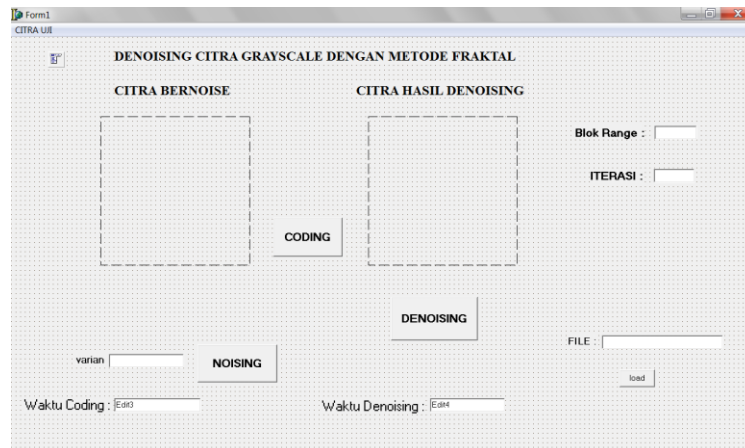 Form1
CITRA UJI
DENOISING CITRA GRAYSCALE DENGAN METODE FRAKTAL
CITRA BERNOISE
CITRA HASIL DENOISING
Blok Range :
ITERASI :
CODING
DENOISING
FILE :
varian
NOISING
load
Waktu Coding : Edit3
Waktu Denoising : Edit4